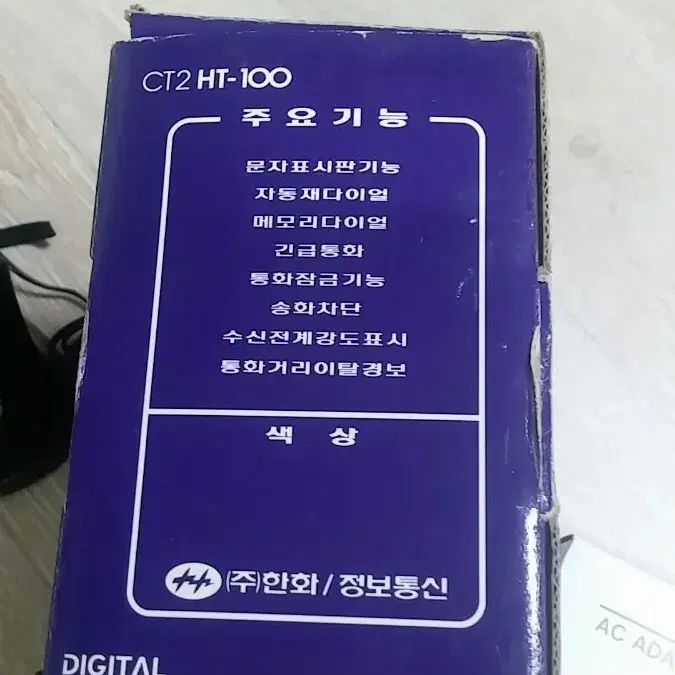 CT2 HT-100
주요기능
문자표시판기능
자동재다이얼
메모리다이얼
긴급통화
통화잠금기능
송화차단
수신전계강도표시
통화거리이탈경보
색 상
(주)한화/정보통신
DIGITAL
AC ADA